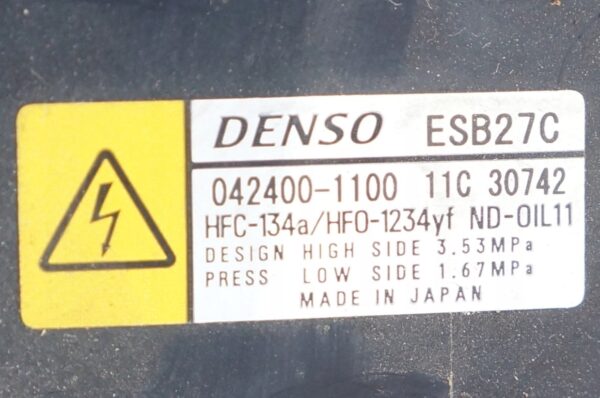 DENSO ESB27C
042400-1100 11C 30742
HFC-134a/HFO-1234yf ND-OIL11
DESIGN HIGH SIDE 3.53MPa
PRESS LOW SIDE 1.67MPa
MADE IN JAPAN